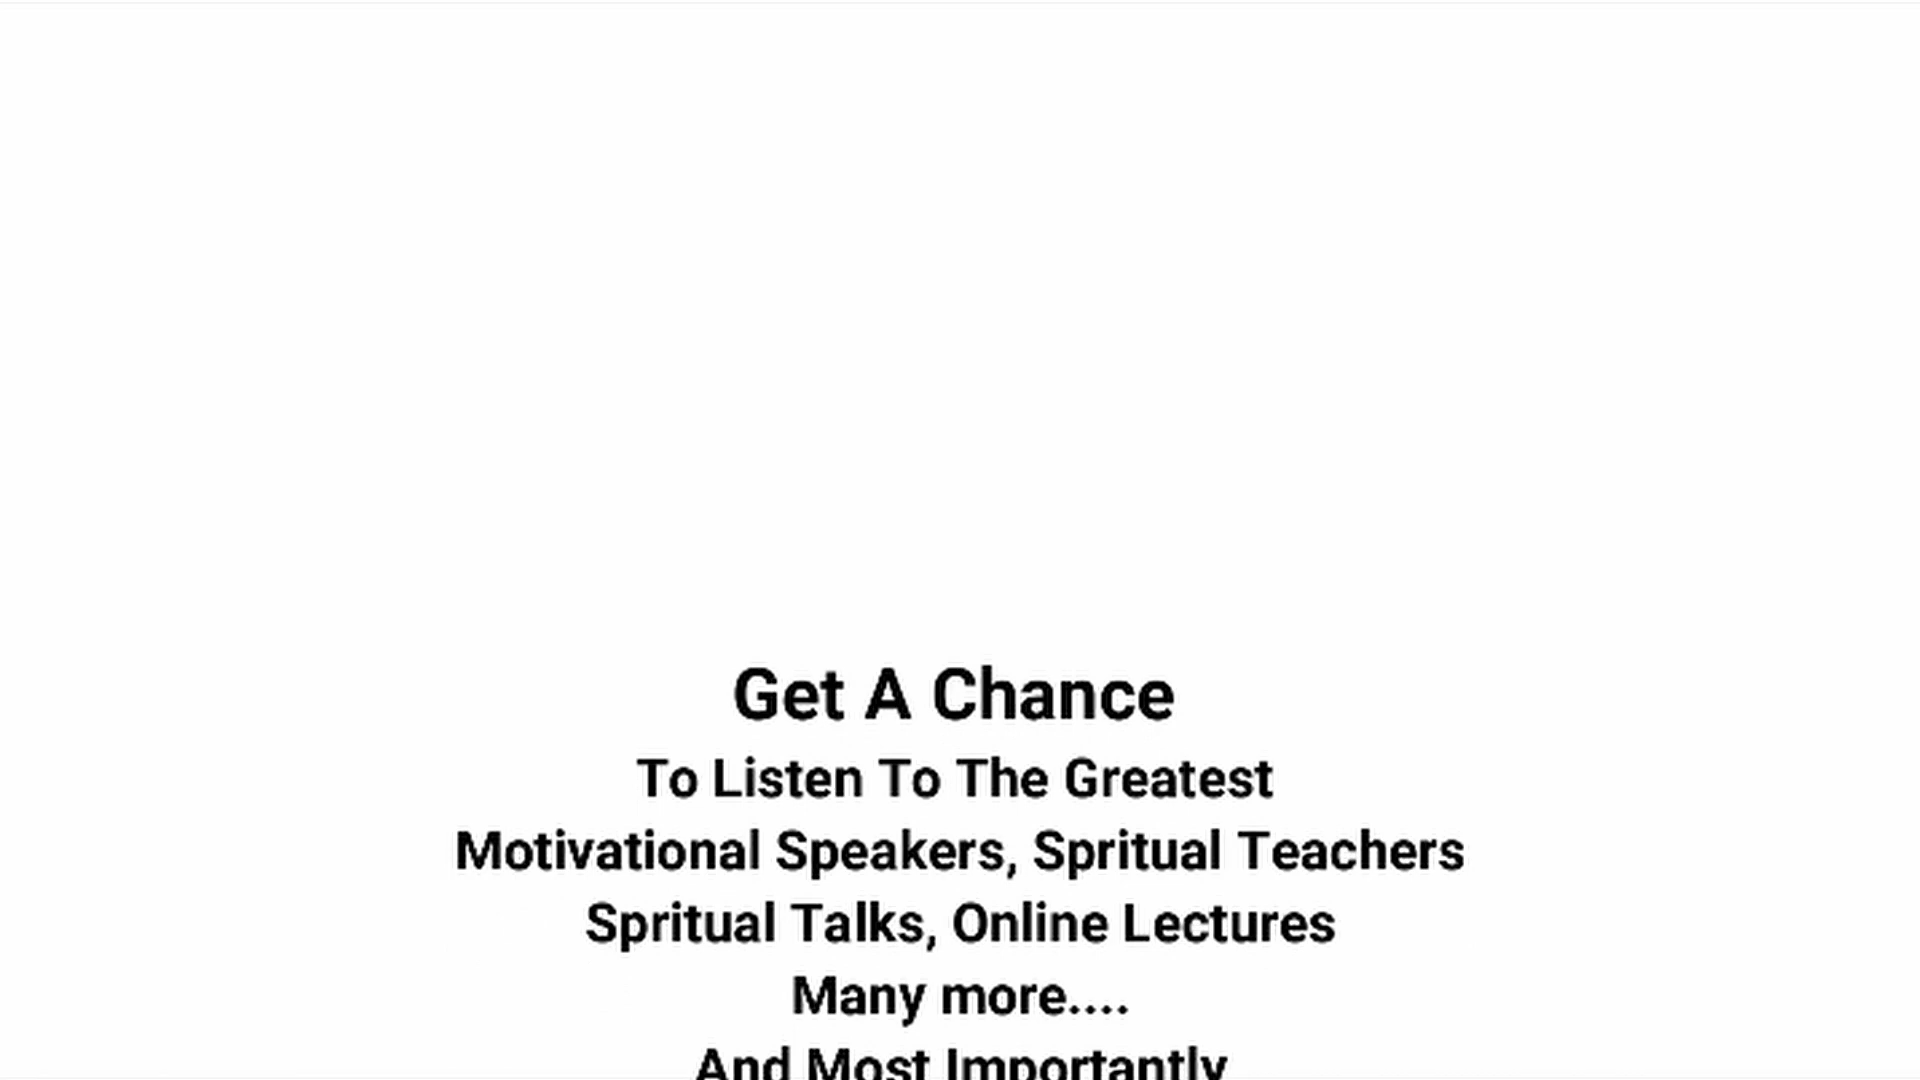 Get A Chance
To Listen To The Greatest
Motivational Speakers, Spritual Teachers
Spritual Talks, Online Lectures
Many more....
And Most Importantly